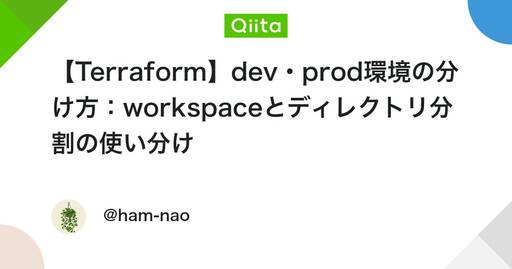 Qiita
【Terraform】dev・prod環境の分
け方：workspaceとディレクトリ分
割の使い分け
@ham-nao